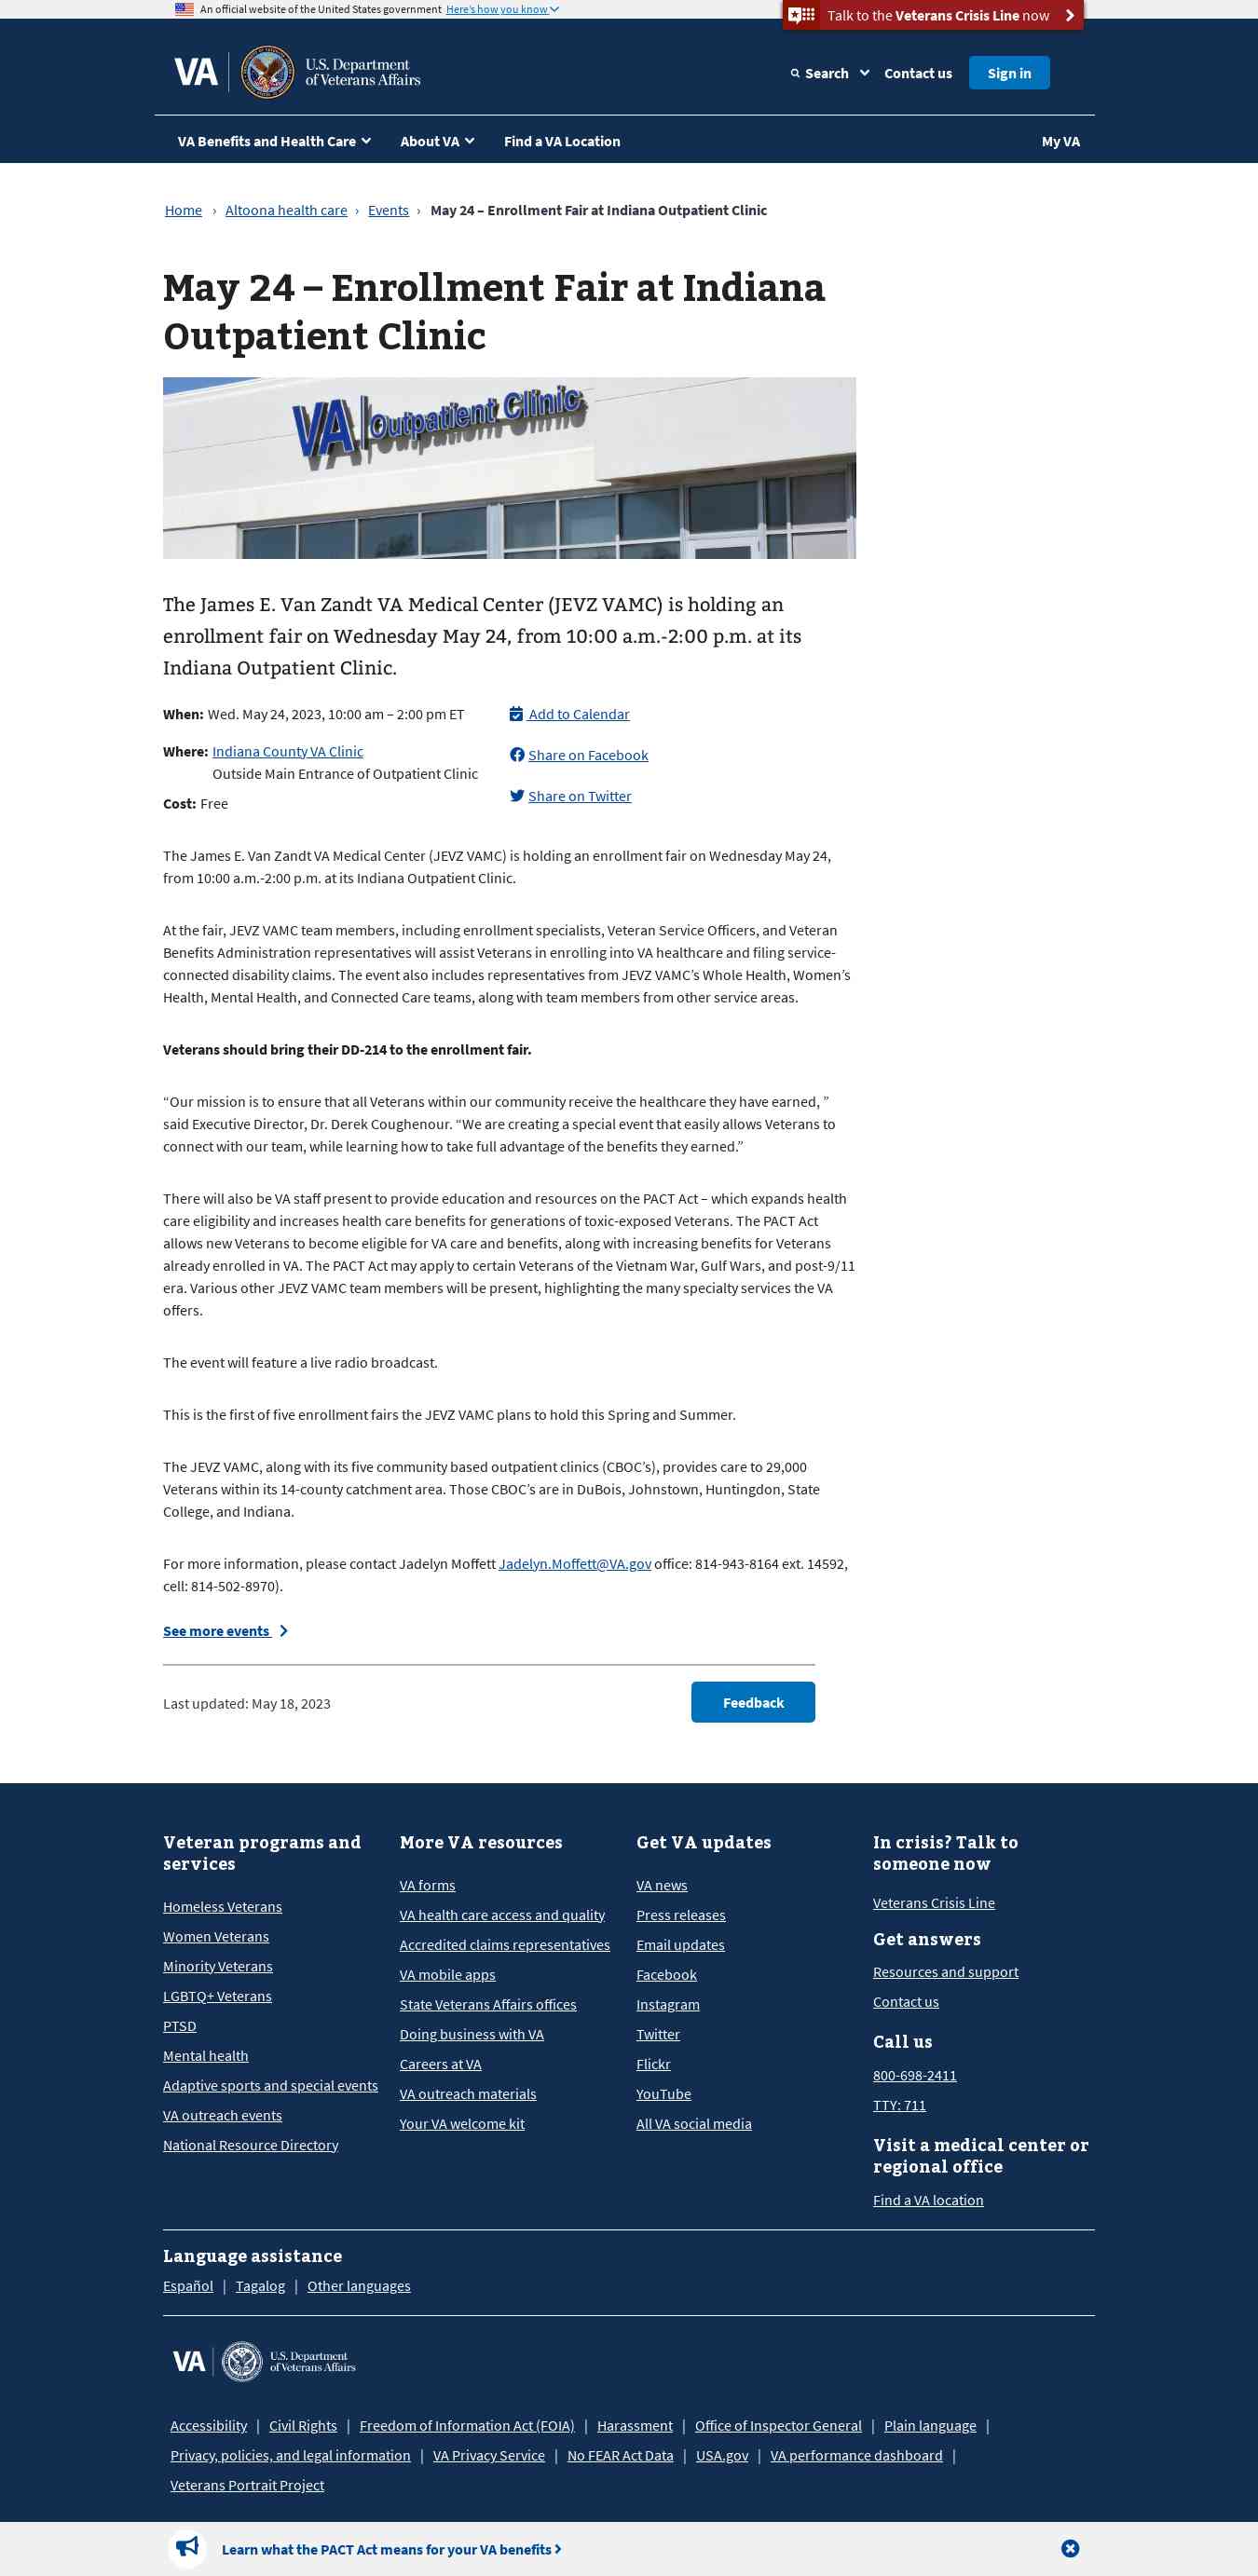 An official website of the United States government Here's how you know
Talk to the Veterans Crisis Line now
VA
U.S. Department
of Veterans Affairs
Search
Contact us
Sign in
VA Benefits and Health Care
About VA
Find a VA Location
My VA
Home › Altoona health care › Events › May 24 – Enrollment Fair at Indiana Outpatient Clinic
May 24 – Enrollment Fair at Indiana
Outpatient Clinic
VA Outpatient Clinic
The James E. Van Zandt VA Medical Center (JEVZ VAMC) is holding an
enrollment fair on Wednesday May 24, from 10:00 a.m.-2:00 p.m. at its
Indiana Outpatient Clinic.
When: Wed. May 24, 2023, 10:00 am – 2:00 pm ET
Where: Indiana County VA Clinic
Outside Main Entrance of Outpatient Clinic
Cost: Free
Add to Calendar
Share on Facebook
Share on Twitter
The James E. Van Zandt VA Medical Center (JEVZ VAMC) is holding an enrollment fair on Wednesday May 24,
from 10:00 a.m.-2:00 p.m. at its Indiana Outpatient Clinic.
At the fair, JEVZ VAMC team members, including enrollment specialists, Veteran Service Officers, and Veteran
Benefits Administration representatives will assist Veterans in enrolling into VA healthcare and filing service-
connected disability claims. The event also includes representatives from JEVZ VAMC’s Whole Health, Women’s
Health, Mental Health, and Connected Care teams, along with team members from other service areas.
Veterans should bring their DD-214 to the enrollment fair.
“Our mission is to ensure that all Veterans within our community receive the healthcare they have earned, ”
said Executive Director, Dr. Derek Coughenour. “We are creating a special event that easily allows Veterans to
connect with our team, while learning how to take full advantage of the benefits they earned.”
There will also be VA staff present to provide education and resources on the PACT Act – which expands health
care eligibility and increases health care benefits for generations of toxic-exposed Veterans. The PACT Act
allows new Veterans to become eligible for VA care and benefits, along with increasing benefits for Veterans
already enrolled in VA. The PACT Act may apply to certain Veterans of the Vietnam War, Gulf Wars, and post-9/11
era. Various other JEVZ VAMC team members will be present, highlighting the many specialty services the VA
offers.
The event will feature a live radio broadcast.
This is the first of five enrollment fairs the JEVZ VAMC plans to hold this Spring and Summer.
The JEVZ VAMC, along with its five community based outpatient clinics (CBOC’s), provides care to 29,000
Veterans within its 14-county catchment area. Those CBOC’s are in DuBois, Johnstown, Huntingdon, State
College, and Indiana.
For more information, please contact Jadelyn Moffett Jadelyn.Moffett@VA.gov office: 814-943-8164 ext. 14592,
cell: 814-502-8970).
See more events
Last updated: May 18, 2023
Feedback
Veteran programs and
services
Homeless Veterans
Women Veterans
Minority Veterans
LGBTQ+ Veterans
PTSD
Mental health
Adaptive sports and special events
VA outreach events
National Resource Directory
More VA resources
VA forms
VA health care access and quality
Accredited claims representatives
VA mobile apps
State Veterans Affairs offices
Doing business with VA
Careers at VA
VA outreach materials
Your VA welcome kit
Get VA updates
VA news
Press releases
Email updates
Facebook
Instagram
Twitter
Flickr
YouTube
All VA social media
In crisis? Talk to
someone now
Veterans Crisis Line
Get answers
Resources and support
Contact us
Call us
800-698-2411
TTY: 711
Visit a medical center or
regional office
Find a VA location
Language assistance
Español | Tagalog | Other languages
VA
U.S. Department
of Veterans Affairs
Accessibility | Civil Rights | Freedom of Information Act (FOIA) | Harassment | Office of Inspector General | Plain language |
Privacy, policies, and legal information | VA Privacy Service | No FEAR Act Data | USA.gov | VA performance dashboard |
Veterans Portrait Project
Learn what the PACT Act means for your VA benefits